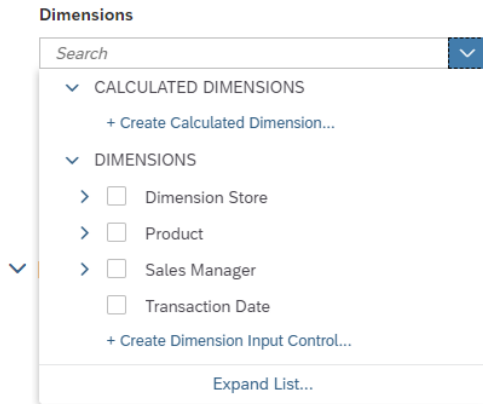 Dimensions
Search
CALCULATED DIMENSIONS
+ Create Calculated Dimension...
DIMENSIONS
Dimension Store
Product
Sales Manager
Transaction Date
+ Create Dimension Input Control...
Expand List...